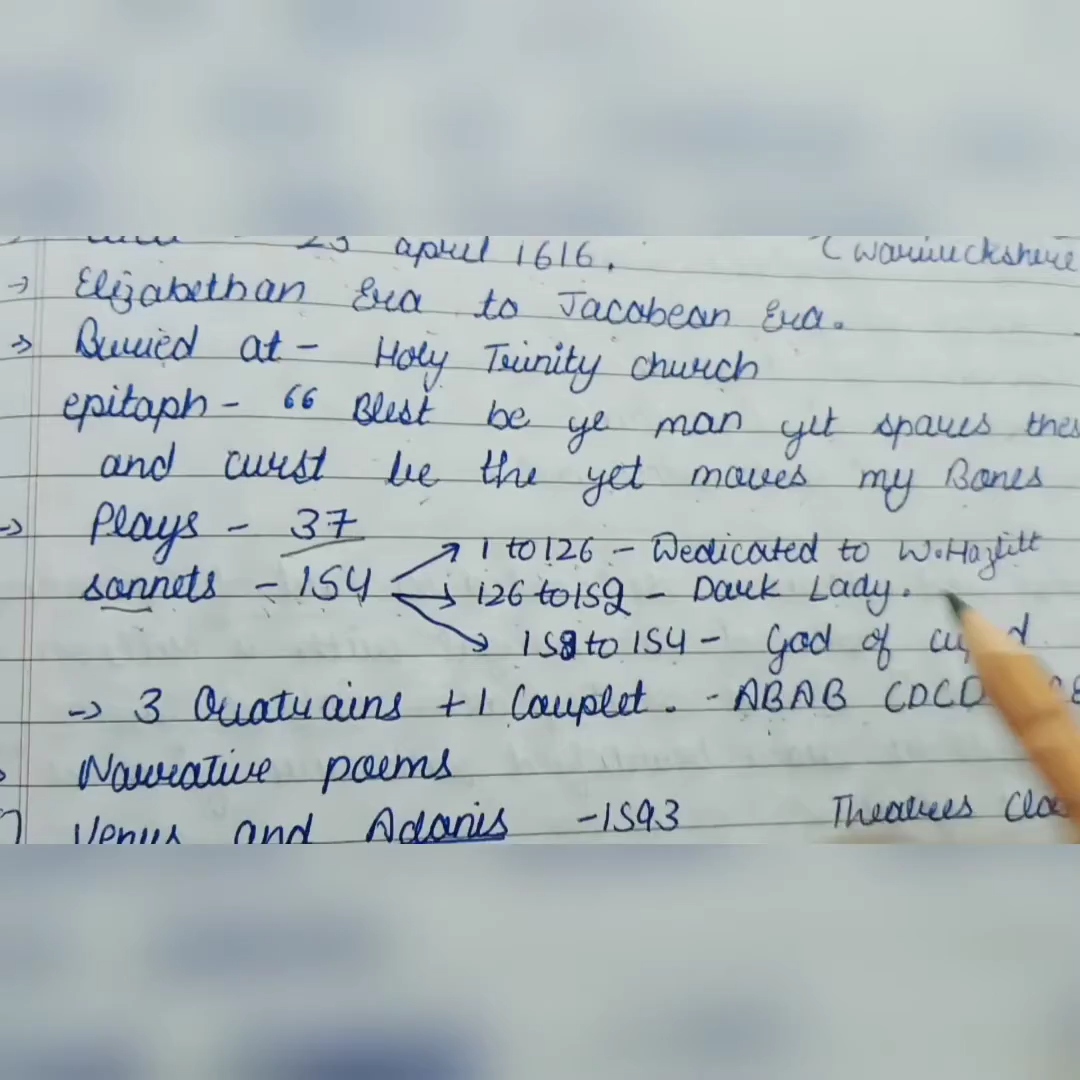 23 april 1616. (Warwickshire
→ Elizabethan Era to Jacobean Era.
→ Buried at - Holy Trinity church
epitaph - “ Blest be ye man yet spares thes
and curst be the yet moves my Bones
→ Plays - 37
1 to 126 - Dedicated to W. Hazlitt
sonnets - 154 126 to 152 - Dark Lady.
153 to 154 - God of
→ 3 Quatrains + 1 Couplet. - ABAB CDCD
Narrative poems
Venus and Adonis - 1593 Theatres